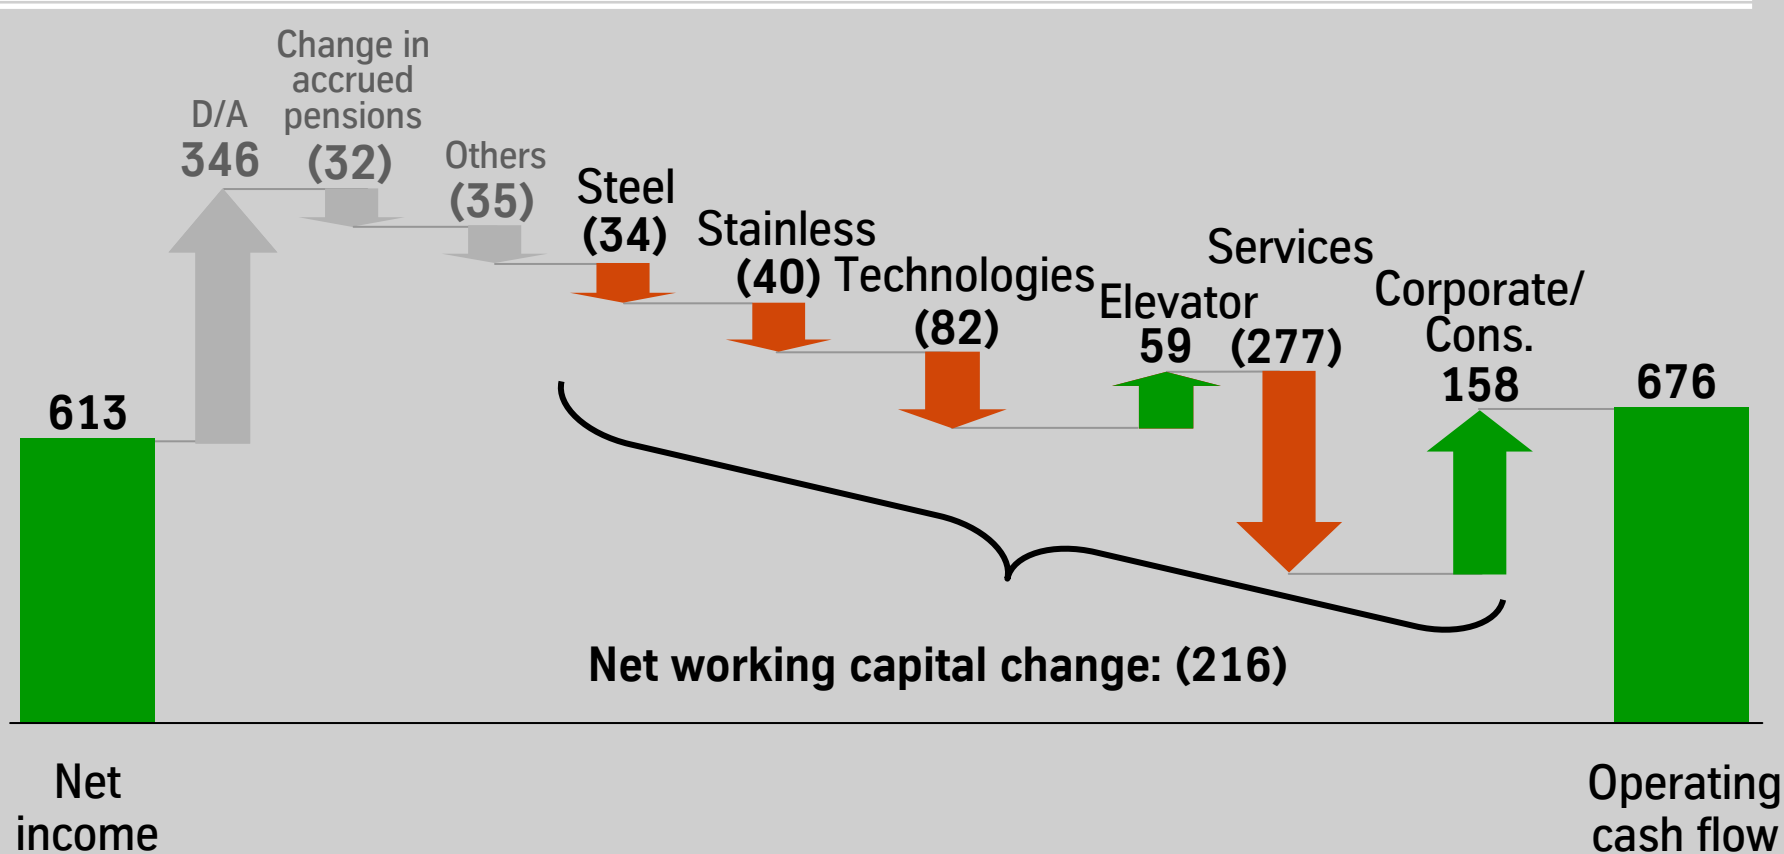 Change in
accrued
pensions
(32)
D/A
346
Others
(35)
Steel
(34)
Stainless
(40)
Technologies
(82)
Elevator
59
Services
(277)
Corporate/
Cons.
158
613
676
Net working capital change: (216)
Net
income
Operating
cash flow